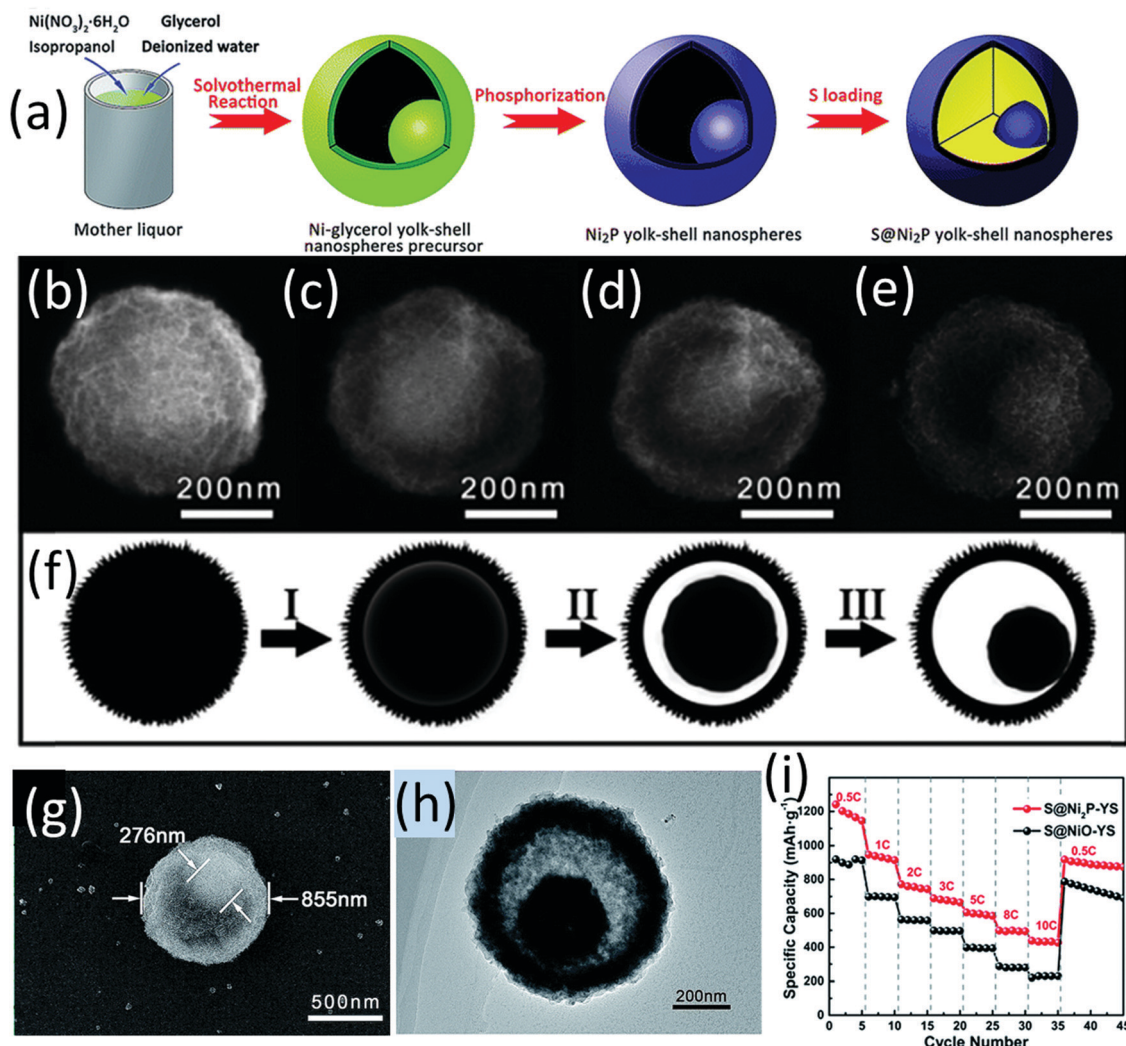 Ni(NO₃)₂·6H₂O Glycerol
Isopropanol Deionized water
(a)
Solvothermal
Reaction
Phosphorization
S loading
Mother liquor
Ni-glycerol yolk-shell
nanospheres precursor
Ni₂P yolk-shell nanospheres
S@Ni₂P yolk-shell nanospheres
(b)
(c)
(d)
(e)
200nm
200nm
200nm
200nm
(f)
I
II
III
(g)
276nm
855nm
500nm
(h)
200nm
(i)
Specific Capacity (mAh·g⁻¹)
1200
1000
800
600
400
200
0
0.5C
1C
2C
3C
5C
8C
10C
0.5C
S@Ni₂P-YS
S@NiO-YS
0 5 10 15 20 25 30 35 40 45
Cycle Number